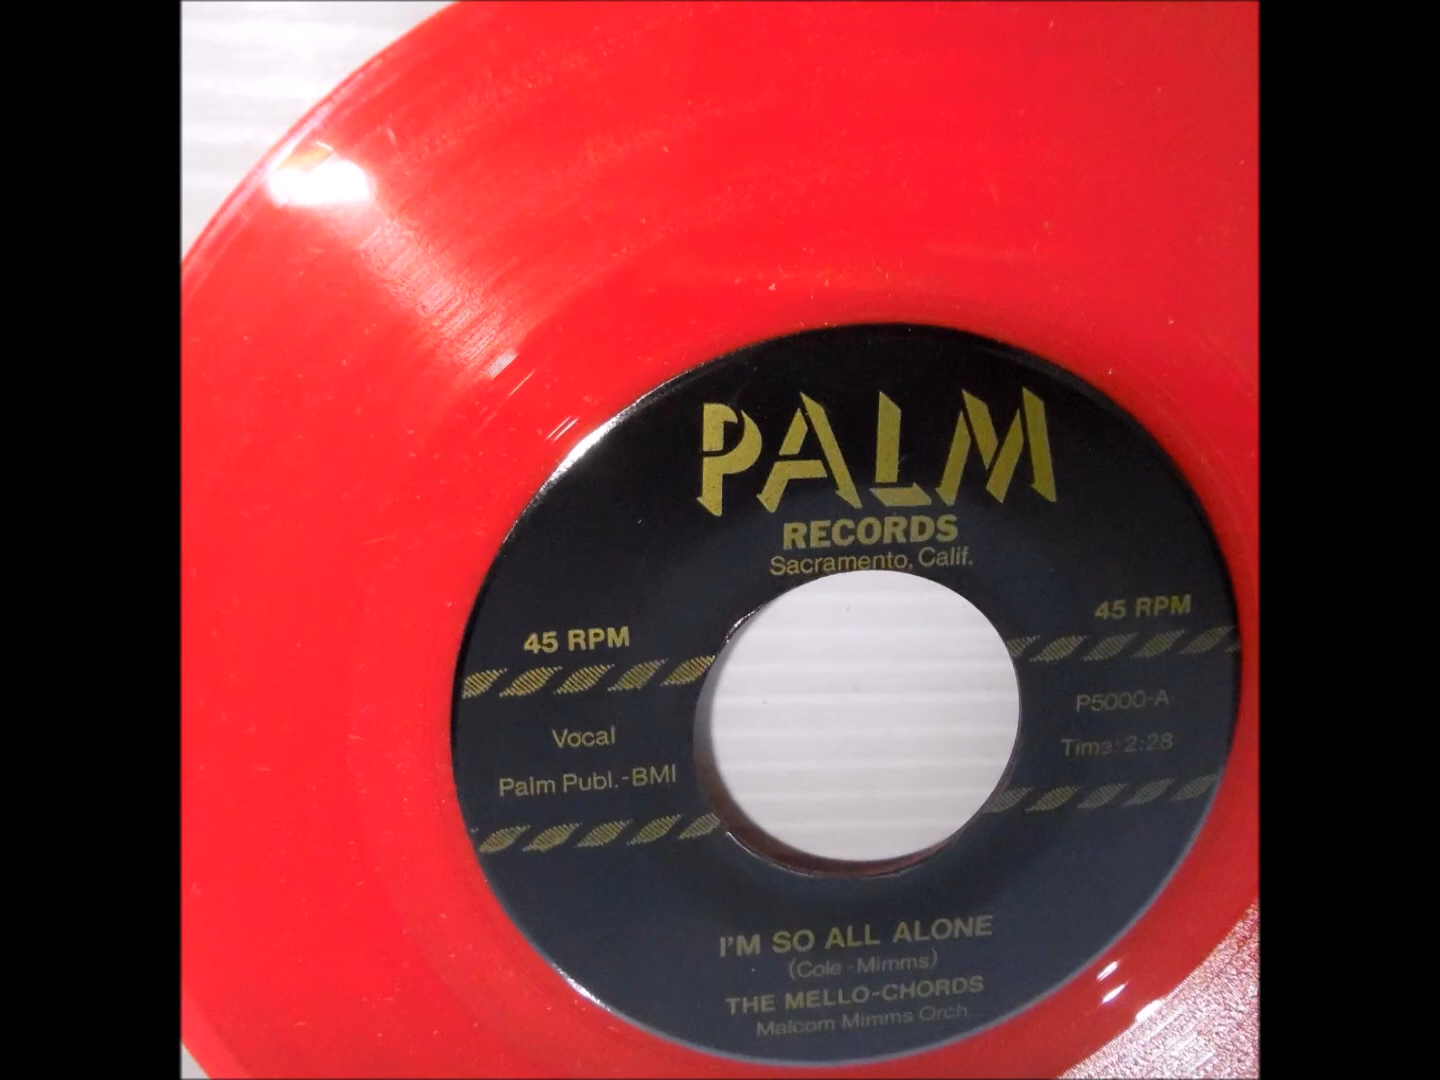 PALM
RECORDS
Sacramento, Calif.
45 RPM
45 RPM
Vocal
Palm Publ.-BMI
P5000-A
Time: 2:28
I'M SO ALL ALONE
(Cole - Mimms)
THE MELLO-CHORDS
Malcom Mimms Orch